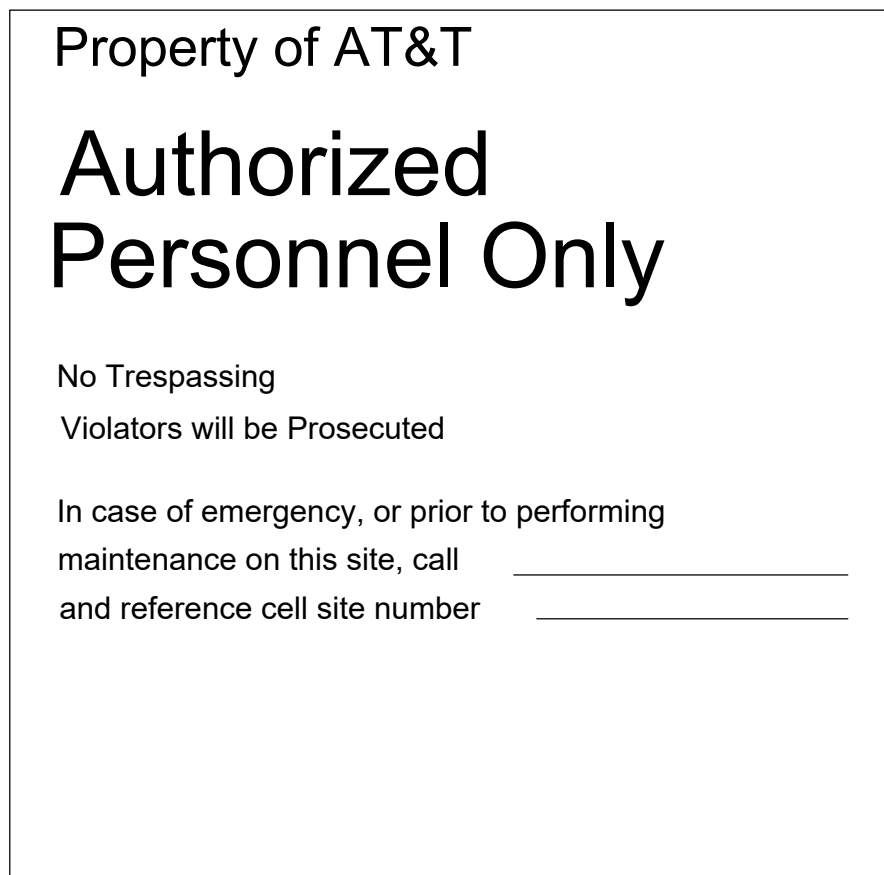 Property of AT&T
Authorized
Personnel Only
No Trespassing
Violators will be Prosecuted
In case of emergency, or prior to performing
maintenance on this site, call
and reference cell site number